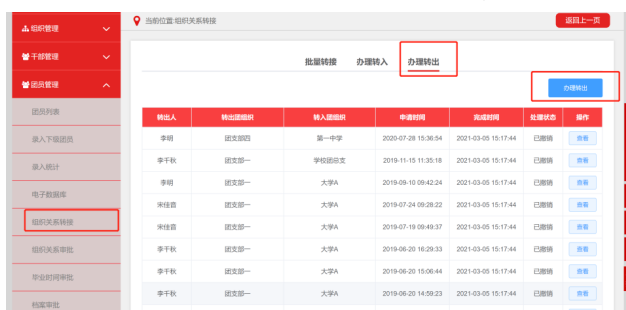 组织管理
干部管理
团员管理
团员列表
录入下级团员
录入统计
电子数据库
组织关系转接
组织关系审批
毕业时间审批
档案审批
当前位置:组织关系转接
返回上一页
批量转接 办理转入 办理转出
办理转出
转出人 转出团组织 转入团组织 申请时间 完成时间 处理状态 操作
李明 团支部四 第一中学 2020-07-28 15:36:54 2021-03-05 15:17:44 已撤销 查看
李千秋 团支部一 学校团总支 2019-11-15 11:35:18 2021-03-05 15:17:44 已撤销 查看
李明 团支部一 大学A 2019-09-10 09:42:24 2021-03-05 15:17:44 已撤销 查看
宋佳音 团支部一 大学A 2019-07-24 09:28:22 2021-03-05 15:17:44 已撤销 查看
宋佳音 团支部一 大学A 2019-07-19 09:49:37 2021-03-05 15:17:44 已撤销 查看
李千秋 团支部一 大学A 2019-06-20 16:29:33 2021-03-05 15:17:44 已撤销 查看
李千秋 团支部一 大学A 2019-06-20 15:06:44 2021-03-05 15:17:44 已撤销 查看
李千秋 团支部一 大学A 2019-06-20 14:59:23 2021-03-05 15:17:44 已撤销 查看